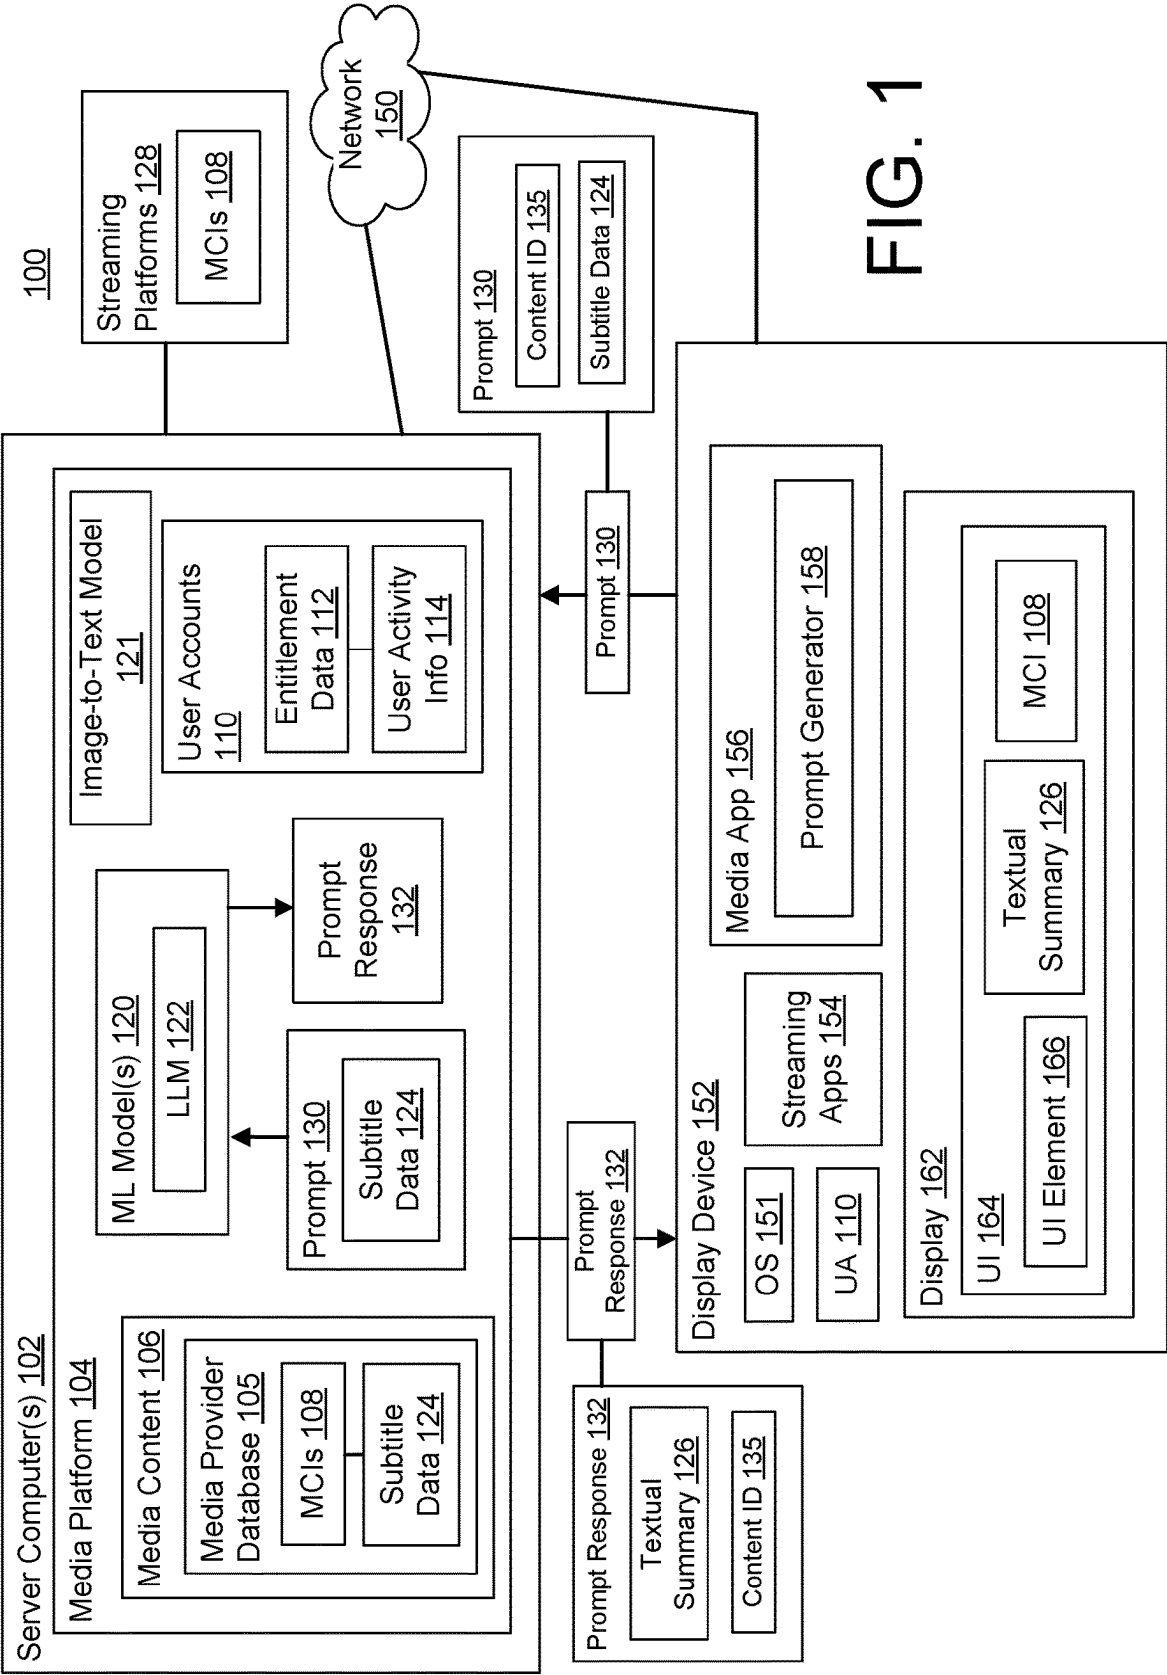 100
Server Computer(s) 102
Media Platform 104
Media Content 106
Media Provider
Database 105
MCIs 108
Subtitle
Data 124
ML Model(s) 120
LLM 122
Prompt 130
Subtitle
Data 124
Prompt
Response
132
Image-to-Text Model
121
User Accounts
110
Entitlement
Data 112
User Activity
Info 114
Streaming
Platforms 128
MCIs 108
Network
150
Prompt Response 132
Textual
Summary 126
Content ID 135
Prompt
Response 132
Prompt 130
Prompt 130
Content ID 135
Subtitle Data 124
Display Device 152
OS 151
UA 110
Streaming
Apps 154
Media App 156
Prompt Generator 158
Display 162
UI 164
UI Element 166
Textual
Summary 126
MCI 108
FIG. 1